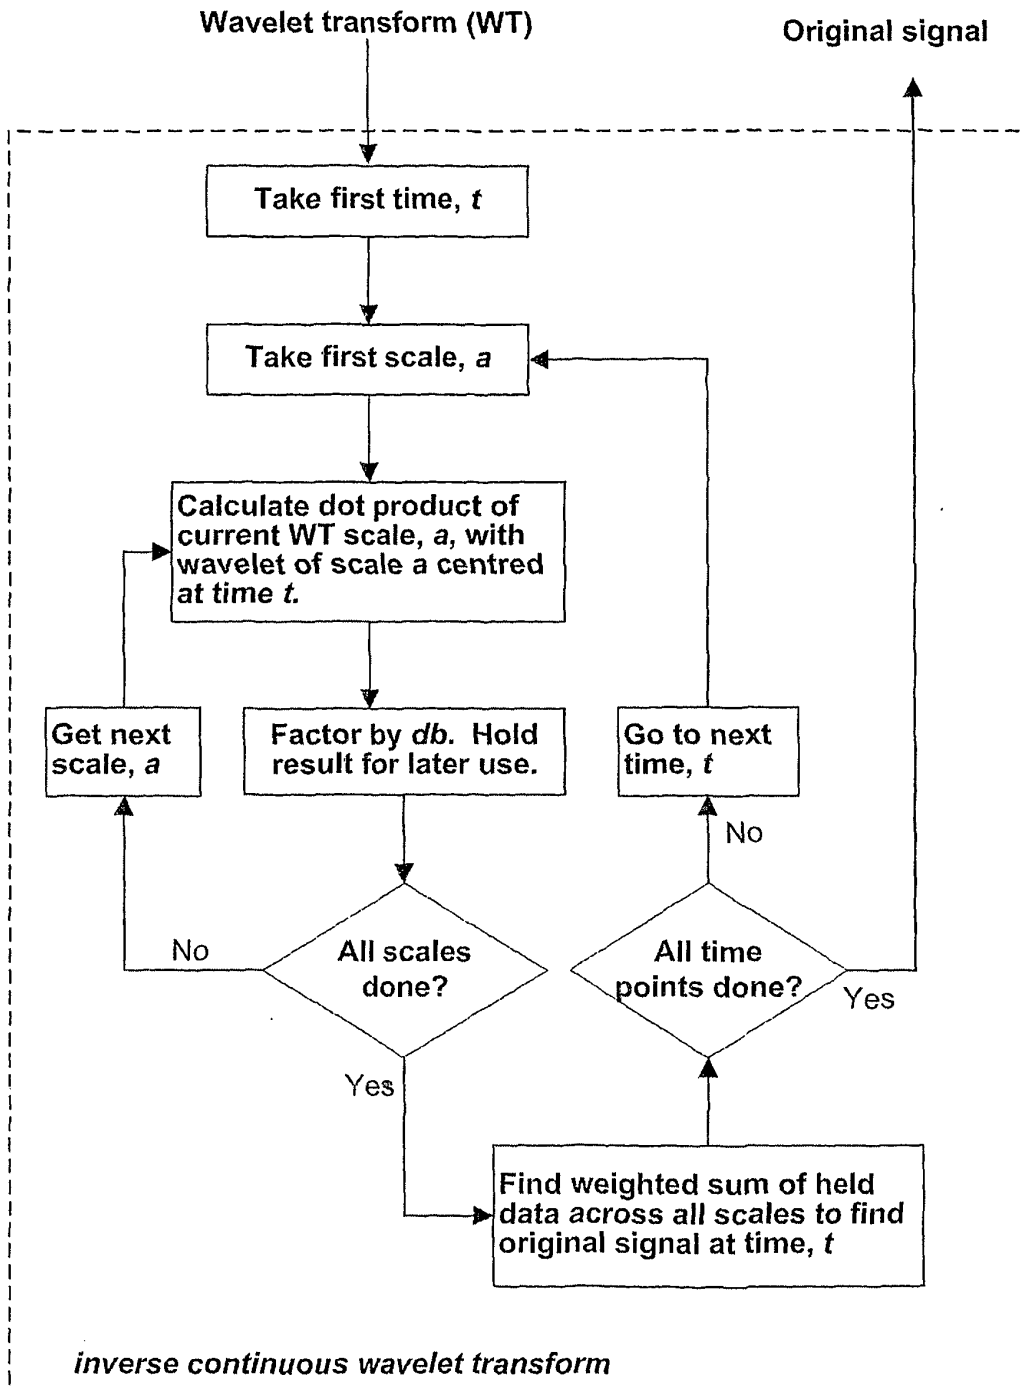 Wavelet transform (WT)
Original signal
Take first time, t
Take first scale, a
Calculate dot product of
current WT scale, a, with
wavelet of scale a centred
at time t.
Get next
scale, a
Factor by db. Hold
result for later use.
Go to next
time, t
No
No
All scales
done?
All time
points done?
Yes
Yes
Find weighted sum of held
data across all scales to find
original signal at time, t
inverse continuous wavelet transform